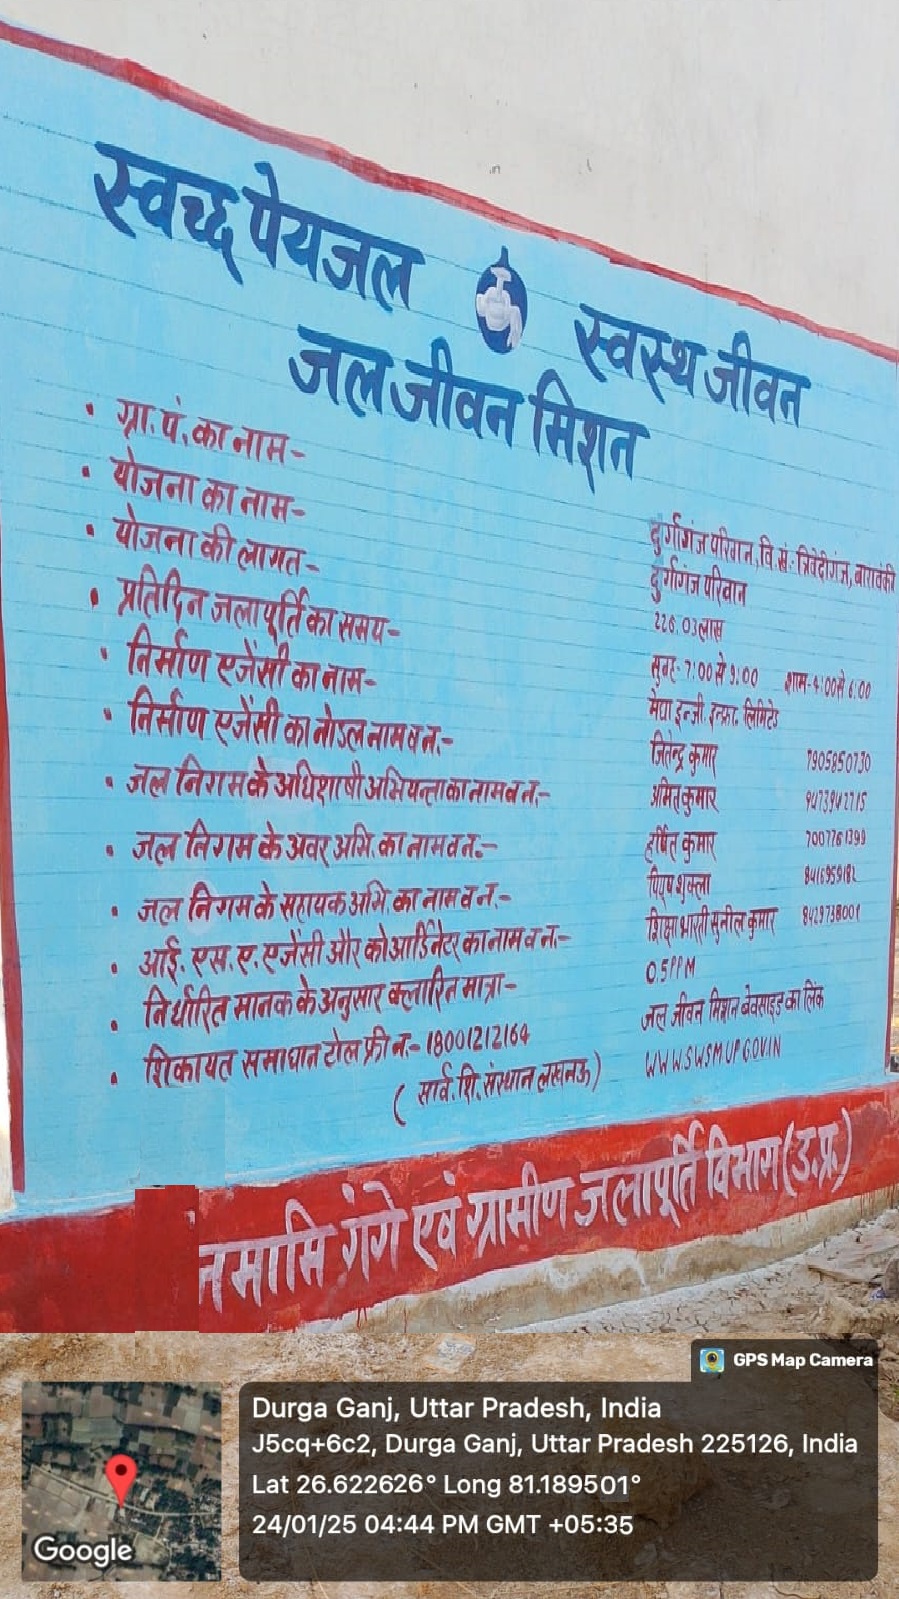 स्वच्छ पेयजल स्वस्थ जीवन
जल जीवन मिशन
· ग्रा. पं. का नाम- दुर्गागंज परिवान, वि.सं.- त्रिवेदीगंज, बाराबंकी
· योजना का नाम- दुर्गागंज परिवान
· योजना की लागत- 226.03 लाख
· प्रतिदिन जलापूर्ति का समय- सुबह- 7:00 से 9:00 शाम- 4:00 से 6:00
· निर्माण एजेंसी का नाम- मेघा इन्जी. इन्फ्रा. लिमिटेड
· निर्माण एजेंसी का नोडल नाम व न.- जितेन्द्र कुमार 7905850730
· जल निगम के अधिशाषी अभियन्ता का नाम व न.- अमित कुमार 9473942715
· जल निगम के अवर अभि. का नाम व न.- हर्षित कुमार 7007761399
· जल निगम के सहायक अभि. का नाम व न.- पियूष शुक्ला 8416959182
· आई. एस. ए. एजेंसी और कोआर्डिनेटर का नाम व न.- शिक्षा भारती सुनील कुमार 8429738001
· निर्धारित मानक के अनुसार क्लारिन मात्रा- 0.5 PPM
· शिकायत समाधान टोल फ्री न.- 18001212164 जल जीवन मिशन बेवसाइड का लिंक
( सार्व. शि. संस्थान लखनऊ ) WWW.SWSMUP.GOV.IN
नमामि गंगे एवं ग्रामीण जलापूर्ति विभाग (उ.प्र.)
GPS Map Camera
Durga Ganj, Uttar Pradesh, India
J5cq+6c2, Durga Ganj, Uttar Pradesh 225126, India
Lat 26.622626° Long 81.189501°
24/01/25 04:44 PM GMT +05:35
Google